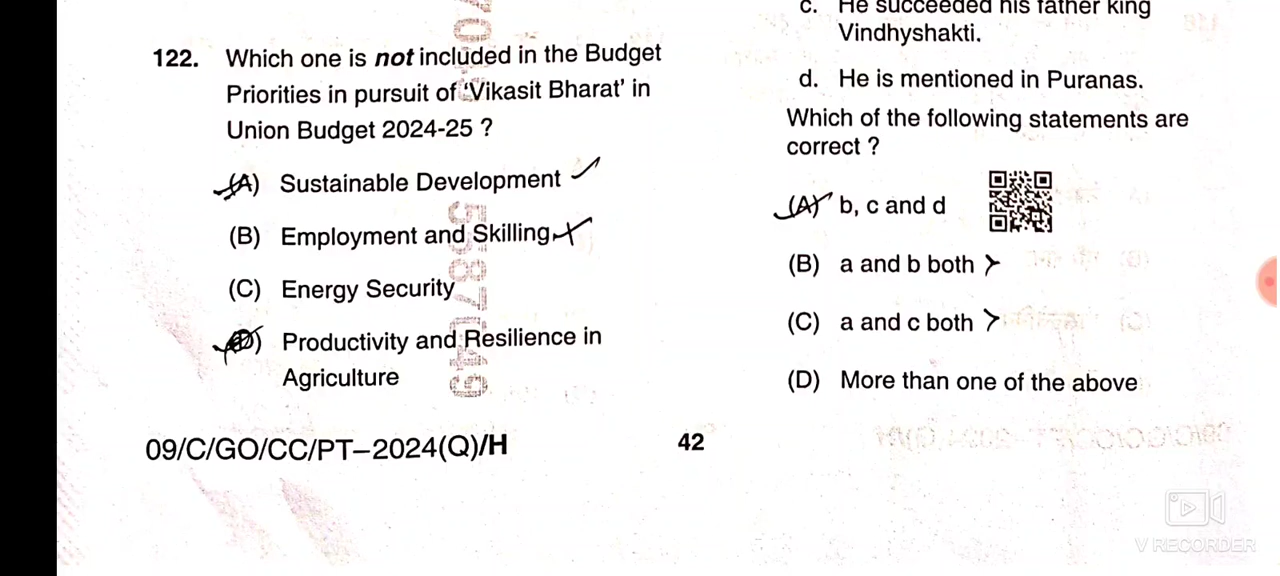 122. Which one is not included in the Budget
Priorities in pursuit of 'Vikasit Bharat' in
Union Budget 2024-25 ?
(A) Sustainable Development
(B) Employment and Skilling
(C) Energy Security
(D) Productivity and Resilience in
Agriculture
09/C/GO/CC/PT–2024(Q)/H
42
c. He succeeded his father king
Vindhyshakti.
d. He is mentioned in Puranas.
Which of the following statements are
correct ?
(A) b, c and d
(B) a and b both
(C) a and c both
(D) More than one of the above
V RECORDER